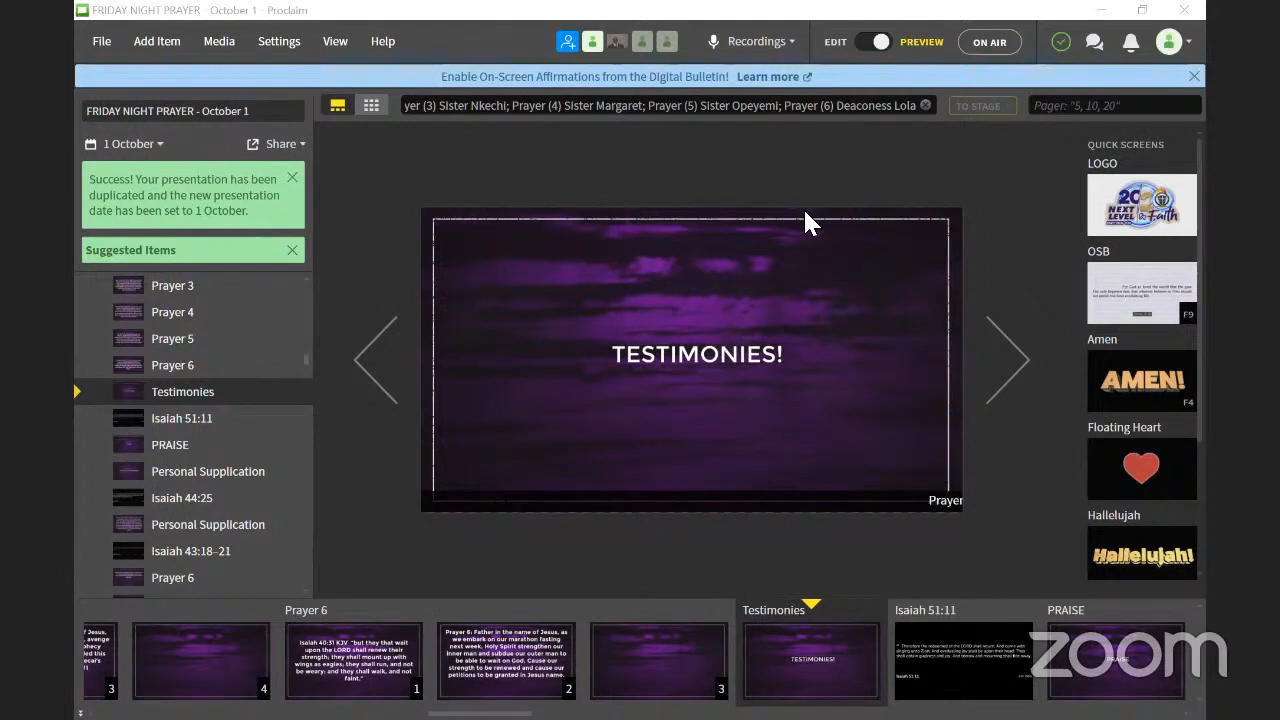 FRIDAY NIGHT PRAYER - October 1 - Proclaim
File Add Item Media Settings View Help
Recordings
EDIT PREVIEW ON AIR
Enable On-Screen Affirmations from the Digital Bulletin! Learn more
FRIDAY NIGHT PRAYER - October 1
yer (3) Sister Nkechi; Prayer (4) Sister Margaret; Prayer (5) Sister Opeyemi; Prayer (6) Deaconess Lola
TO STAGE
Pager: "5, 10, 20"
1 October
Share
Success! Your presentation has been
duplicated and the new presentation
date has been set to 1 October.
Suggested Items
Prayer 3
Prayer 4
Prayer 5
Prayer 6
Testimonies
Isaiah 51:11
PRAISE
Personal Supplication
Isaiah 44:25
Personal Supplication
Isaiah 43:18–21
Prayer 6
TESTIMONIES!
Prayer
QUICK SCREENS
LOGO
NEXT
LEVEL
Faith
OSB
F9
Amen
AMEN!
F4
Floating Heart
Hallelujah
Hallelujah!
Prayer 6
Testimonies
Isaiah 51:11
PRAISE
3
4
Isaiah 40:31 KJV "but they that wait
upon the LORD shall renew their
strength; they shall mount up with
wings as eagles; they shall run, and not
be weary; and they shall walk, and not
faint."
1
Prayer 6: Father in the name of Jesus, as
we embark on our marathon fasting
next week, Holy Spirit strengthen our
inner man and subdue our outer man
to be able to wait on God. Cause our
strength to be renewed and cause our
petitions to be granted in Jesus name.
2
3
TESTIMONIES!
Isaiah 51:11
PRAISE
zoom